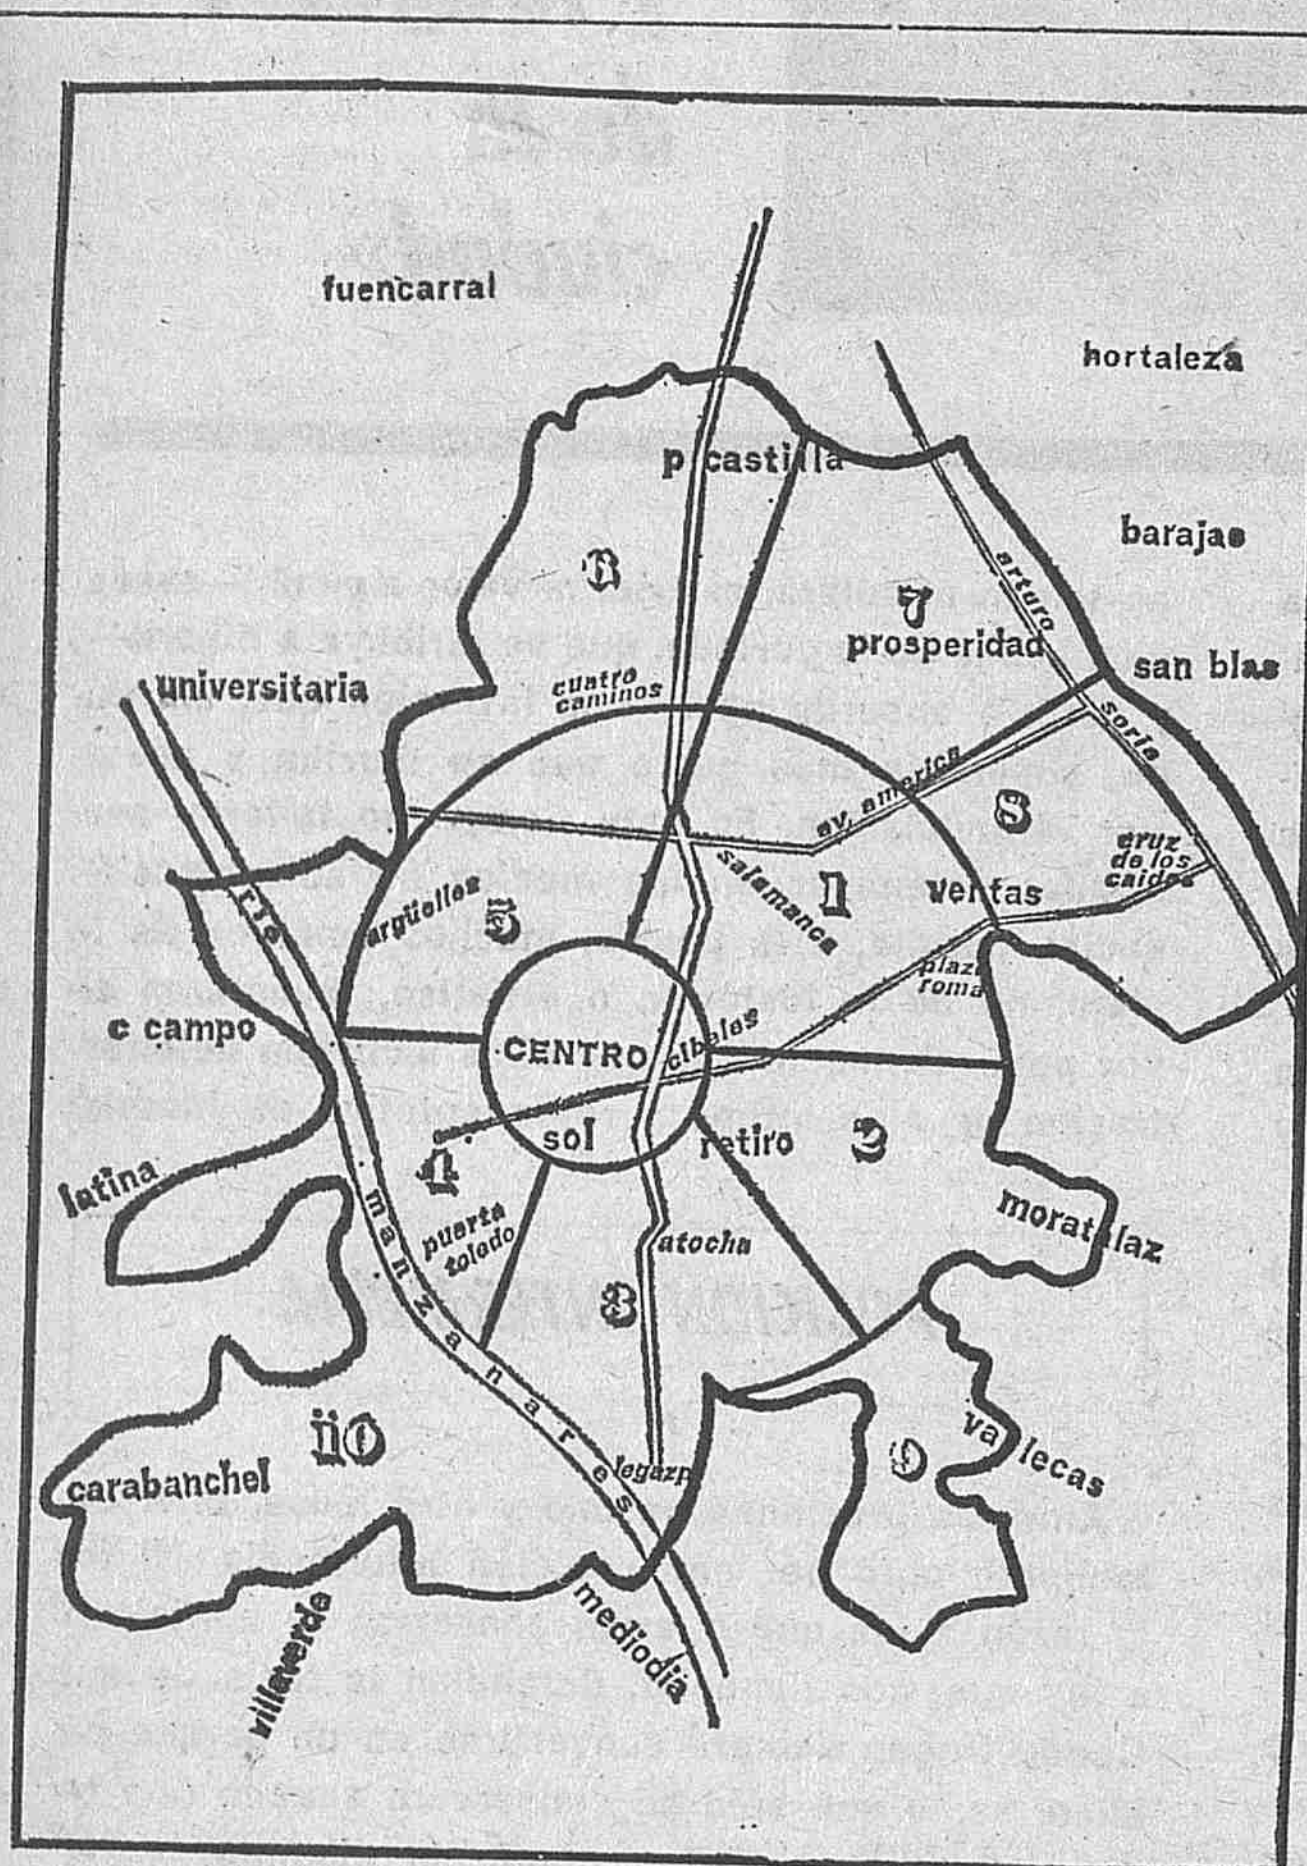 fuencarral
hortaleza
p castilla
barajas
6
arturo
7
prosperidad
san blas
universitaria
cuatro
caminos
soria
av. america
8
cruz
de los
caidos
salamanca
1
ventas
argüelles
5
rio
plaza
roma
c campo
CENTRO
cibeles
sol
retiro
2
latina
4
manzanares
puerta
toledo
moratalaz
atocha
3
vallecas
10
9
carabanchel
legazpi
mediodia
villaverde